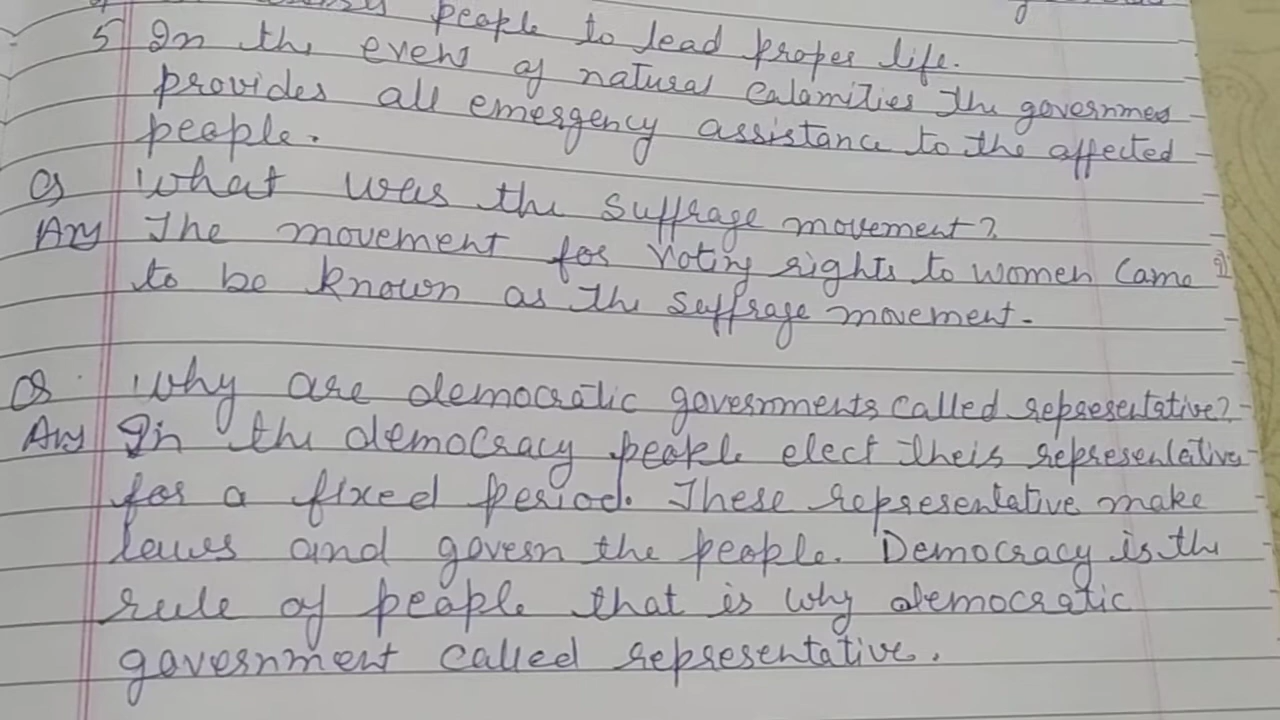 people to lead proper life.
5 In the event of natural calamities the government
provides all emergency assistance to the affected
people.
Q what was the suffrage movement?
Ans The movement for voting rights to women came
to be known as the suffrage movement.
Q why are democratic governments called representative?
Ans In the democracy people elect their representative
for a fixed period. These representative make
laws and govern the people. Democracy is the
rule of people that is why democratic
government called representative.